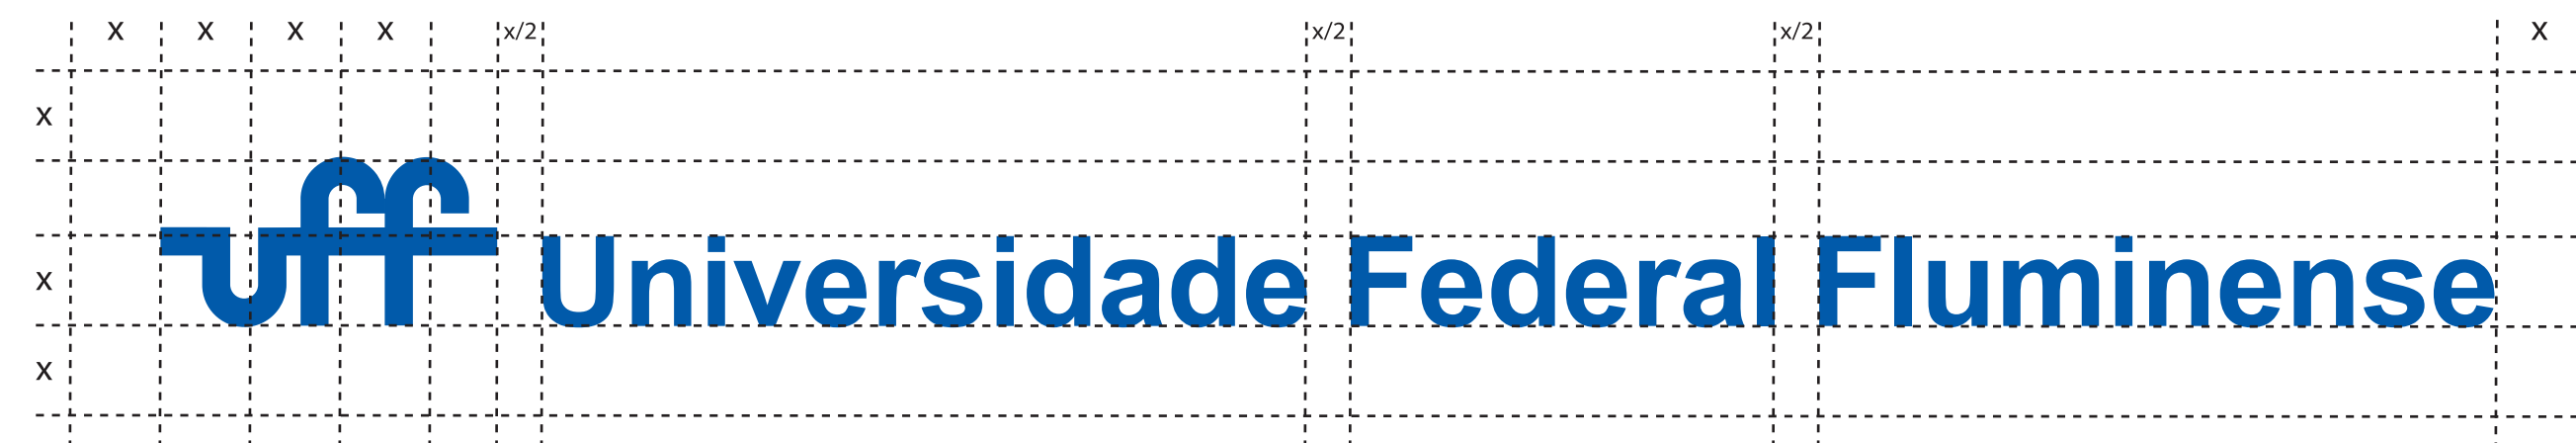 x x x x x/2 x/2 x/2 x
x
uff Universidade Federal Fluminense
x
x